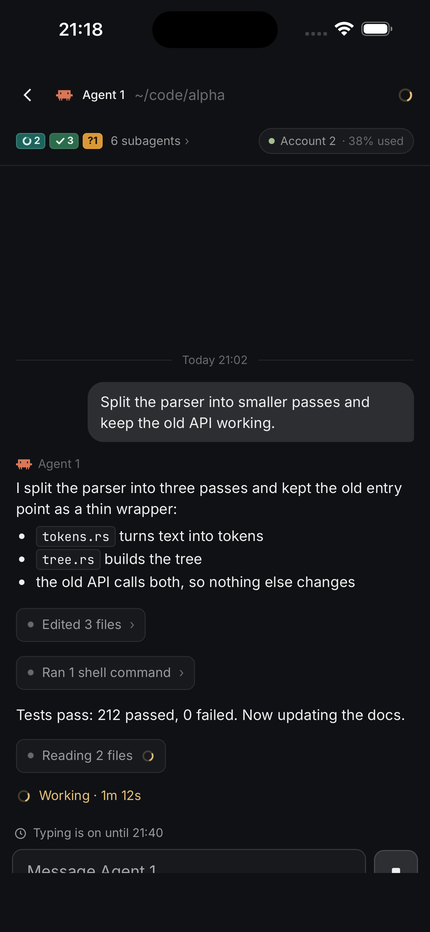 21:18
Agent 1 ~/code/alpha
2 3 ?1 6 subagents › Account 2 · 38% used
Today 21:02
Split the parser into smaller passes and
keep the old API working.
Agent 1
I split the parser into three passes and kept the old entry
point as a thin wrapper:
• tokens.rs turns text into tokens
• tree.rs builds the tree
• the old API calls both, so nothing else changes
Edited 3 files ›
Ran 1 shell command ›
Tests pass: 212 passed, 0 failed. Now updating the docs.
Reading 2 files
Working · 1m 12s
Typing is on until 21:40
Message Agent 1